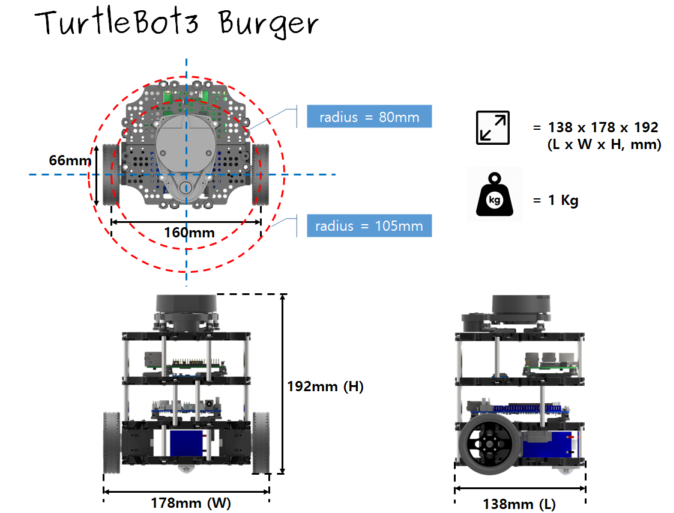 TurtleBot3 Burger
radius = 80mm
66mm
160mm
radius = 105mm
= 138 x 178 x 192
(L x W x H, mm)
kg
= 1 Kg
192mm (H)
178mm (W)
138mm (L)